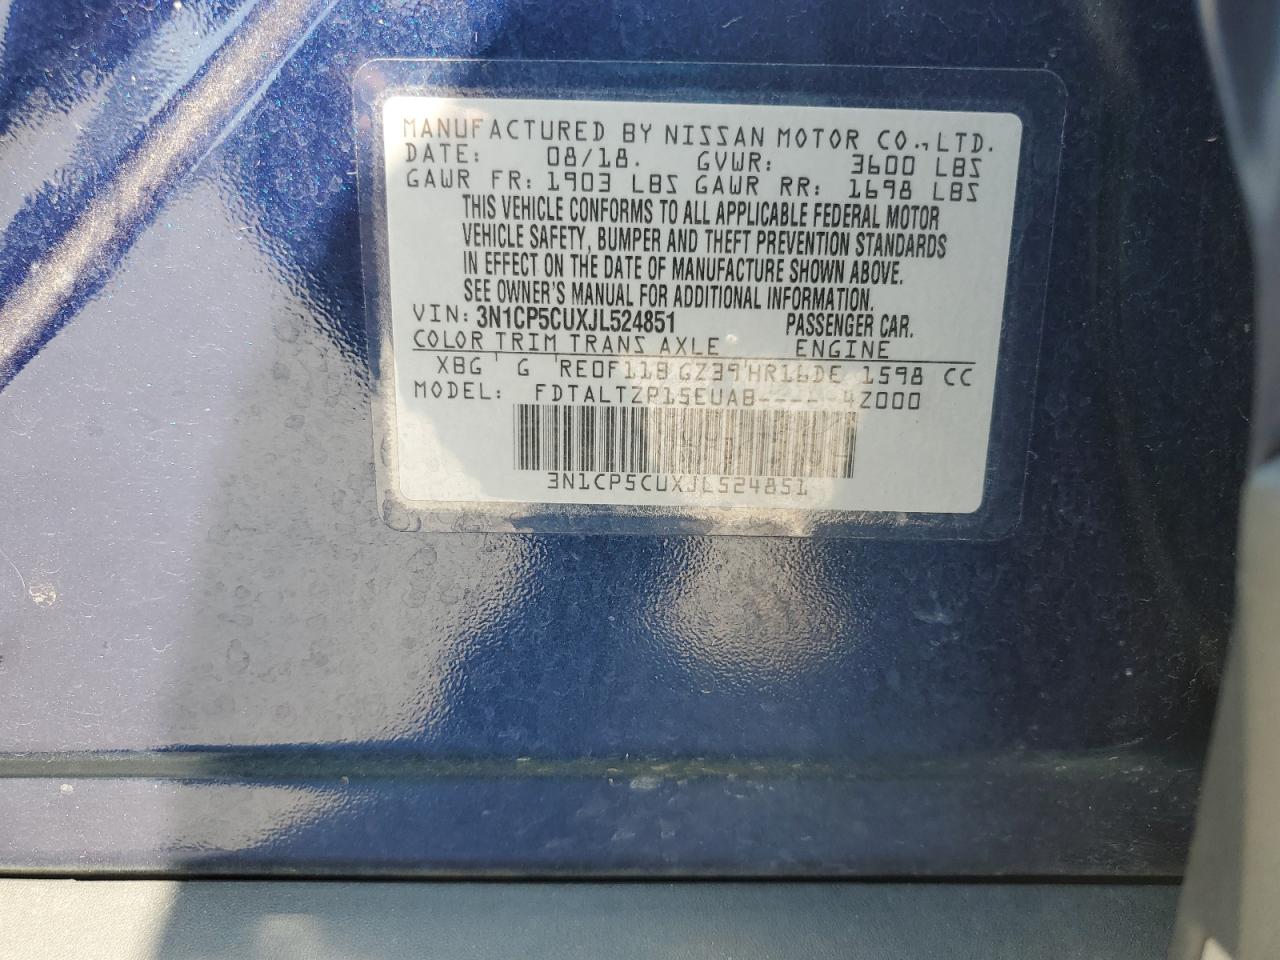 MANUFACTURED BY NISSAN MOTOR CO., LTD.
DATE: 08/18. GVWR: 3600 LBS
GAWR FR: 1903 LBS GAWR RR: 1698 LBS
THIS VEHICLE CONFORMS TO ALL APPLICABLE FEDERAL MOTOR
VEHICLE SAFETY, BUMPER AND THEFT PREVENTION STANDARDS
IN EFFECT ON THE DATE OF MANUFACTURE SHOWN ABOVE.
SEE OWNER'S MANUAL FOR ADDITIONAL INFORMATION.
VIN: 3N1CP5CUXJL524851 PASSENGER CAR.
COLOR TRIM TRANS AXLE ENGINE
XBG G RE0F11B GZ39 HR16DE 1598 CC
MODEL: FDTALTZP15EUAB----4Z000
3N1CP5CUXJL524851